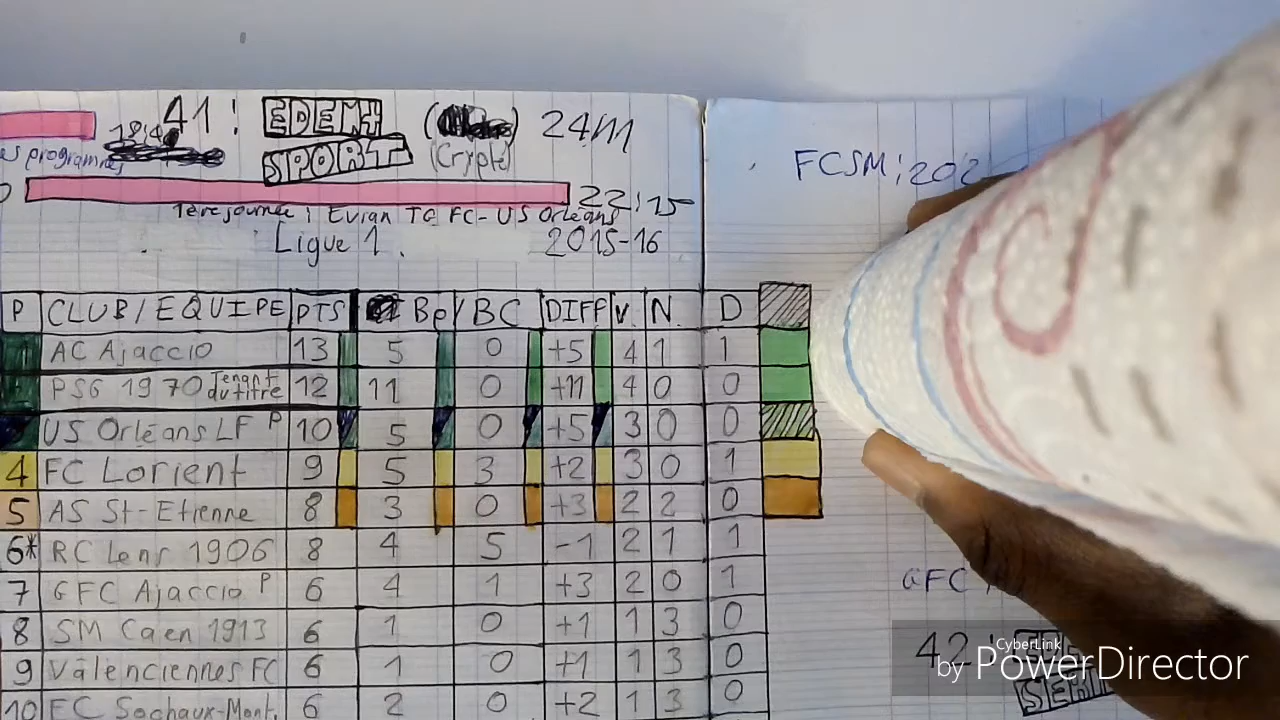 41: EDEM+ SPORT (Crypté) 24m
es programmes
22:15
1ère journée : Evian TG FC-US Orléans
Ligue 1 2015-16
FCSM: 202
P CLUB/EQUIPE PTS Bp/BC DIFF V. N. D
AC Ajaccio 13 5 0 +5 4 1 1
PSG 1970 Tenant du titre 12 11 0 +11 4 0 0
US Orléans LF P 10 5 0 +5 3 0 0
4 FC Lorient 9 5 3 +2 3 0 1
5 AS St-Etienne 8 3 0 +3 2 2 0
6* RC Lens 1906 8 4 5 -1 2 1 1
7 GFC Ajaccio P 6 4 1 +3 2 0 1
8 SM Caen 1913 6 1 0 +1 1 3 0
9 Valenciennes FC 6 1 0 +1 1 3 0
10 FC Sochaux-Mont. 6 2 0 +2 1 3 0
GFC
42:
CyberLink
by PowerDirector